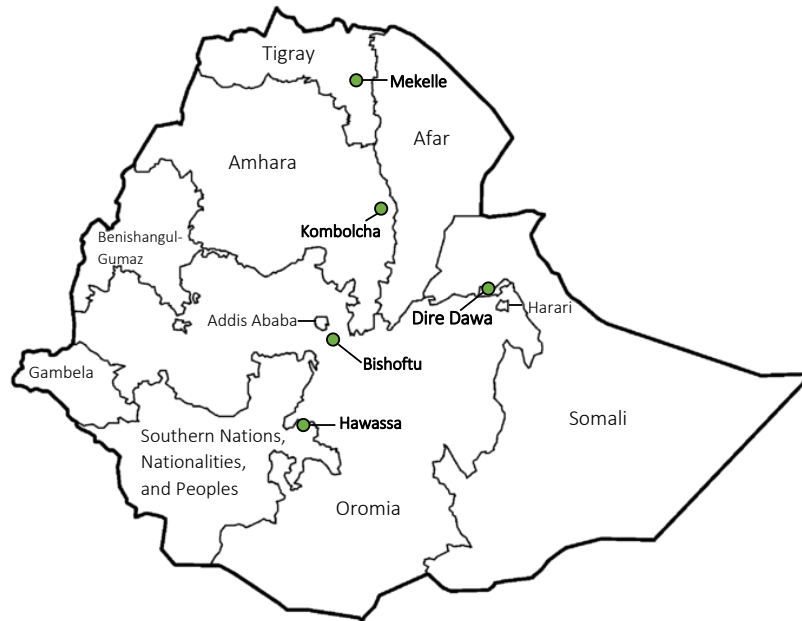 Tigray
Mekelle
Afar
Amhara
Kombolcha
Benishangul-
Gumaz
Addis Ababa
Dire Dawa
Harari
Bishoftu
Gambela
Somali
Hawassa
Southern Nations,
Nationalities,
and Peoples
Oromia